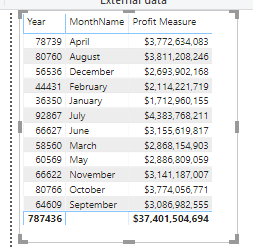 External data
Year MonthName Profit Measure
78739 April $3,772,634,083
80760 August $3,811,208,246
56536 December $2,693,902,168
44431 February $2,114,221,719
36350 January $1,712,960,155
92867 July $4,383,768,211
66627 June $3,155,619,817
58560 March $2,868,154,903
60569 May $2,886,809,059
66622 November $3,141,187,007
80766 October $3,774,056,771
64609 September $3,086,982,555
787436 $37,401,504,694